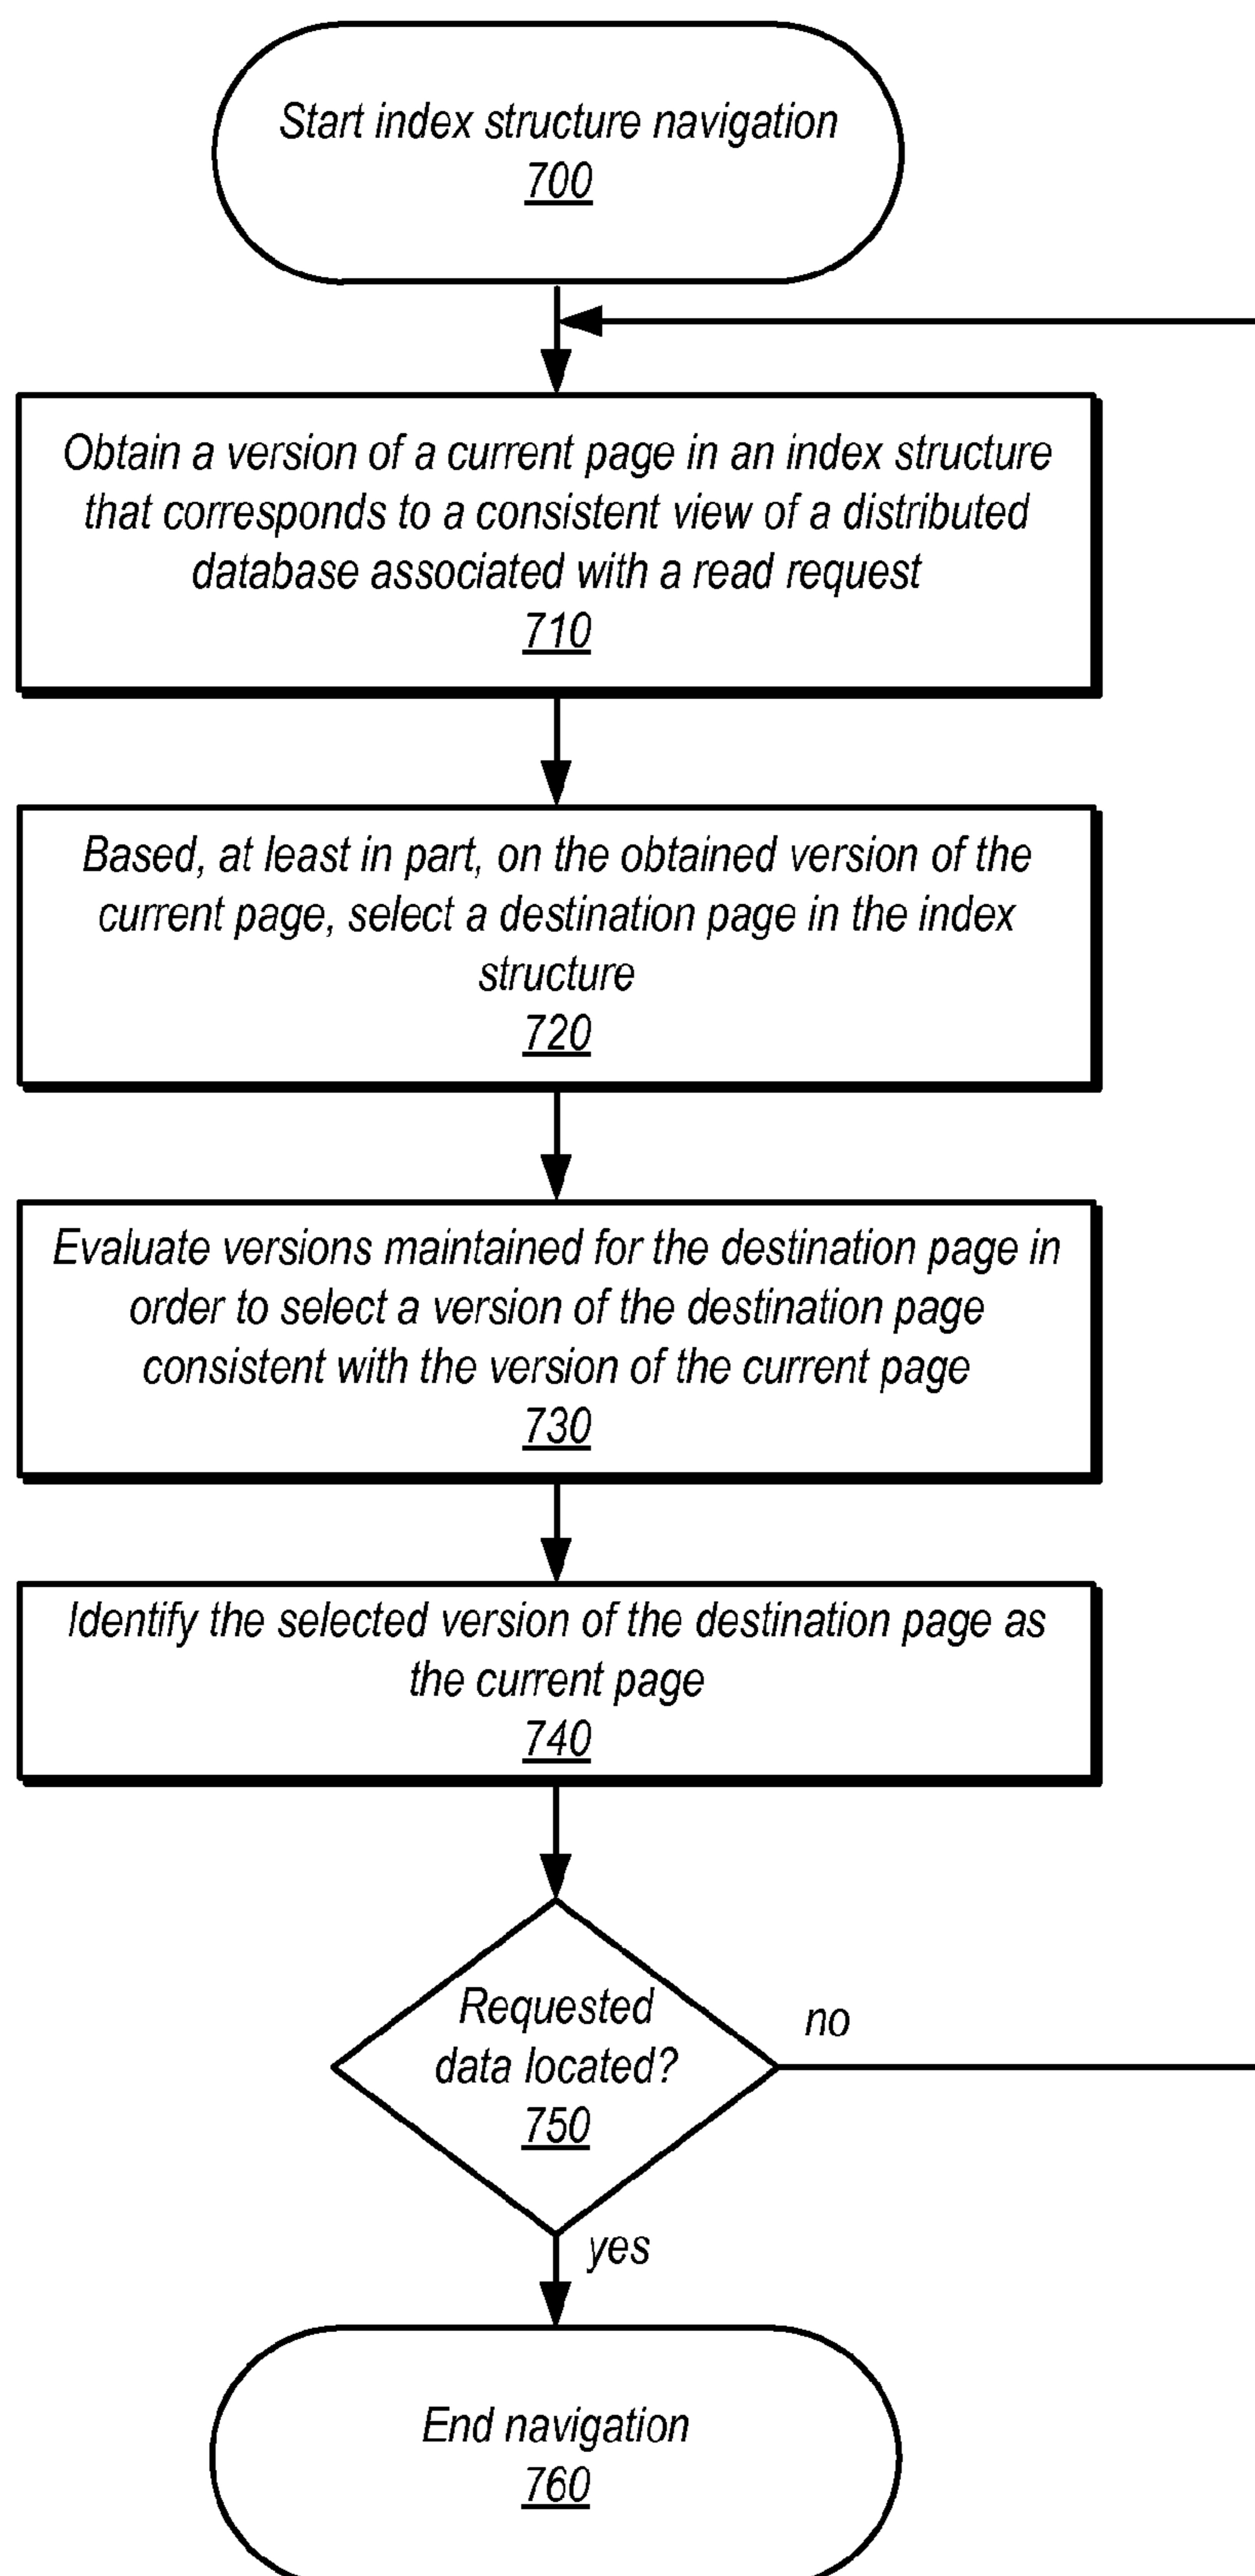 Start index structure navigation
700
Obtain a version of a current page in an index structure
that corresponds to a consistent view of a distributed
database associated with a read request
710
Based, at least in part, on the obtained version of the
current page, select a destination page in the index
structure
720
Evaluate versions maintained for the destination page in
order to select a version of the destination page
consistent with the version of the current page
730
Identify the selected version of the destination page as
the current page
740
Requested
data located?
750
no
yes
End navigation
760